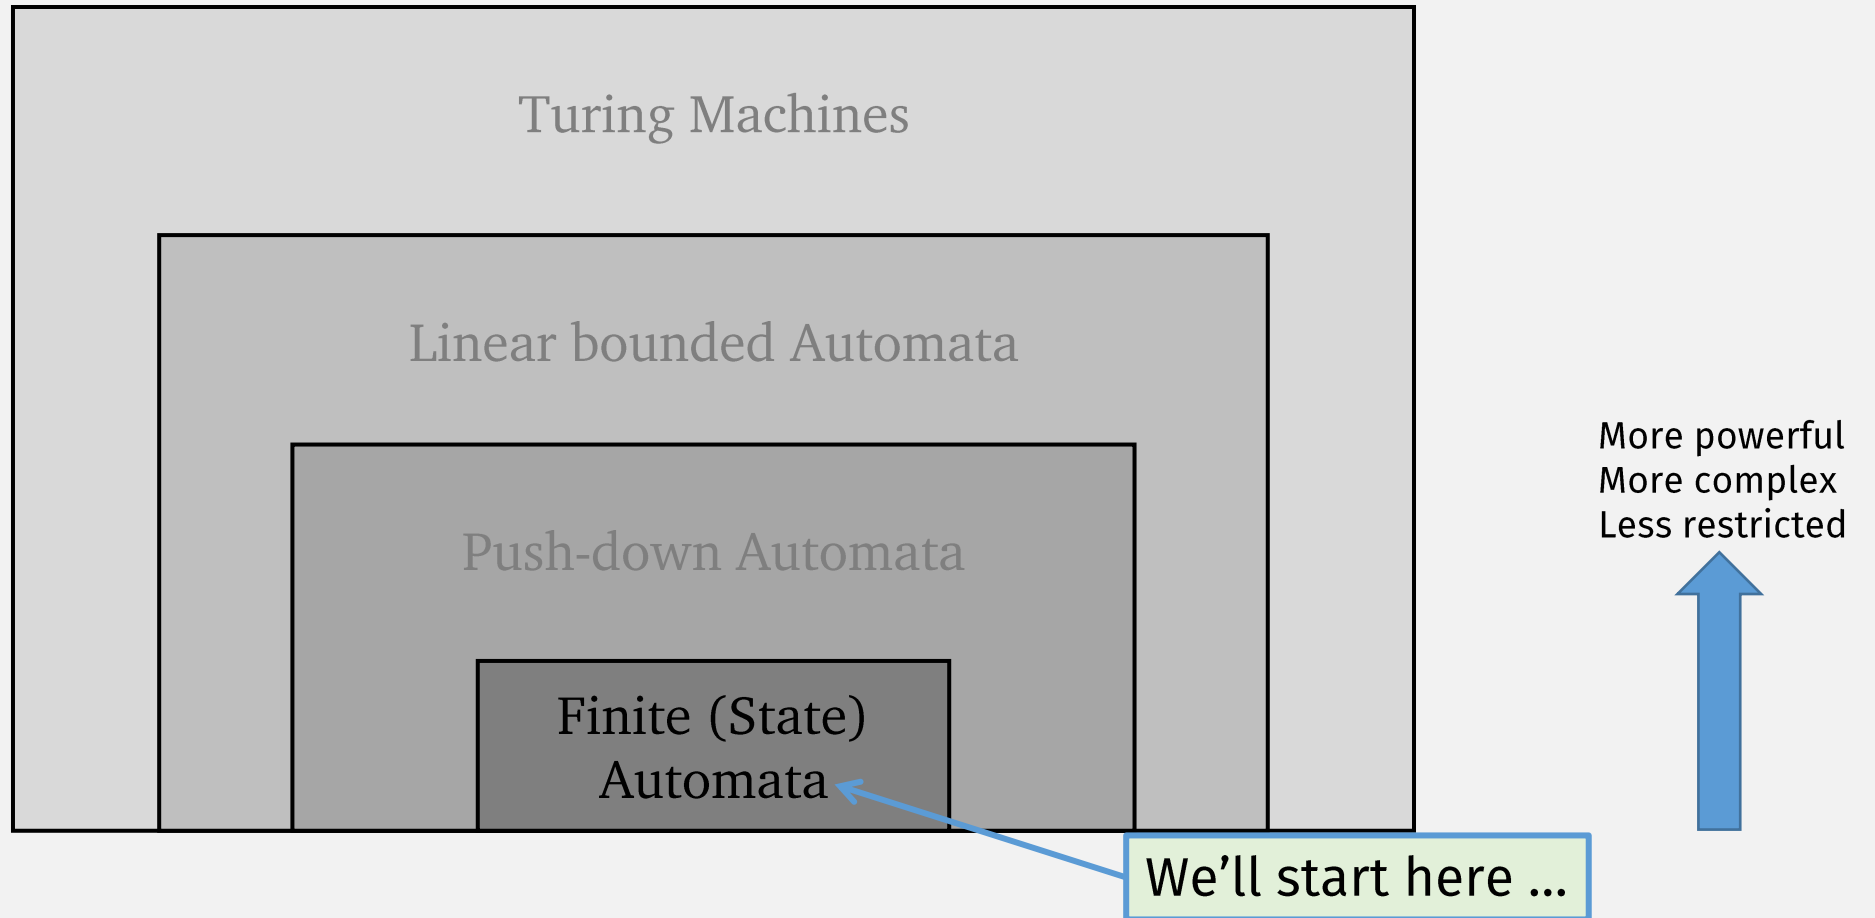 Turing Machines
Linear bounded Automata
More powerful
More complex
Less restricted
Push-down Automata
Finite (State)
Automata
We’ll start here ...